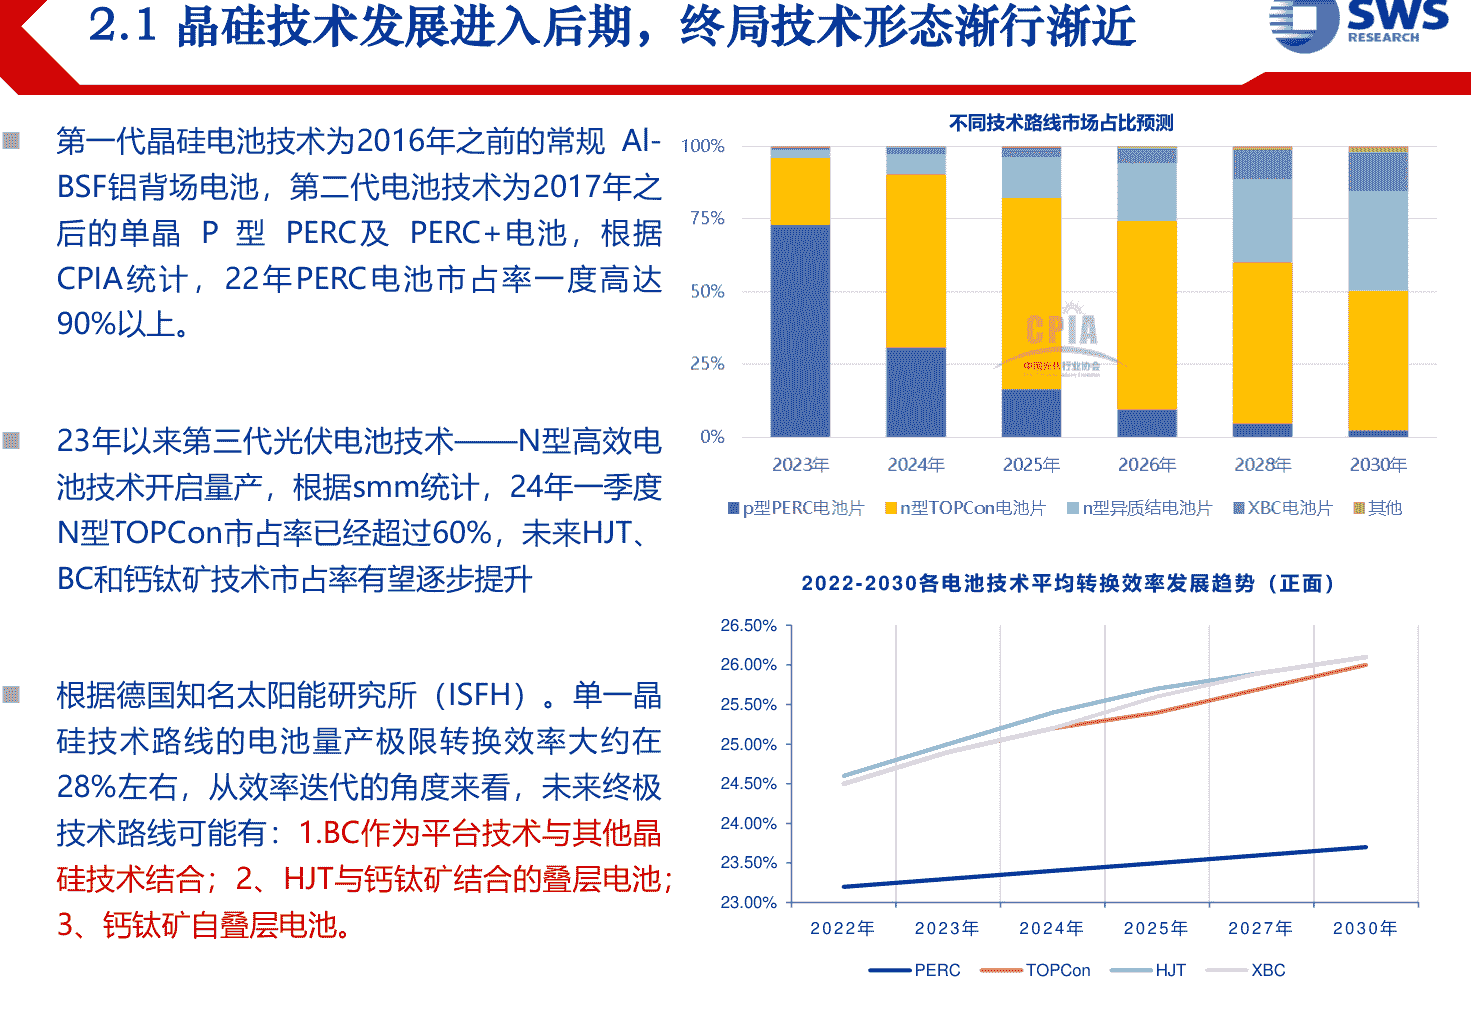 2.1 晶硅技术发展进入后期，终局技术形态渐行渐近
SWS
RESEARCH
第一代晶硅电池技术为2016年之前的常规 Al-
BSF铝背场电池，第二代电池技术为2017年之
后的单晶 P 型 PERC及 PERC+电池，根据
CPIA统计，22年PERC电池市占率一度高达
90%以上。
23年以来第三代光伏电池技术——N型高效电
池技术开启量产，根据smm统计，24年一季度
N型TOPCon市占率已经超过60%，未来HJT、
BC和钙钛矿技术市占率有望逐步提升
根据德国知名太阳能研究所（ISFH）。单一晶
硅技术路线的电池量产极限转换效率大约在
28%左右，从效率迭代的角度来看，未来终极
技术路线可能有：1.BC作为平台技术与其他晶
硅技术结合；2、HJT与钙钛矿结合的叠层电池；
3、钙钛矿自叠层电池。
不同技术路线市场占比预测
100%
75%
50%
25%
0%
CPIA
中国光伏行业协会
2023年 2024年 2025年 2026年 2028年 2030年
p型PERC电池片 n型TOPCon电池片 n型异质结电池片 XBC电池片 其他
2022-2030各电池技术平均转换效率发展趋势（正面）
26.50%
26.00%
25.50%
25.00%
24.50%
24.00%
23.50%
23.00%
2022年 2023年 2024年 2025年 2027年 2030年
PERC TOPCon HJT XBC